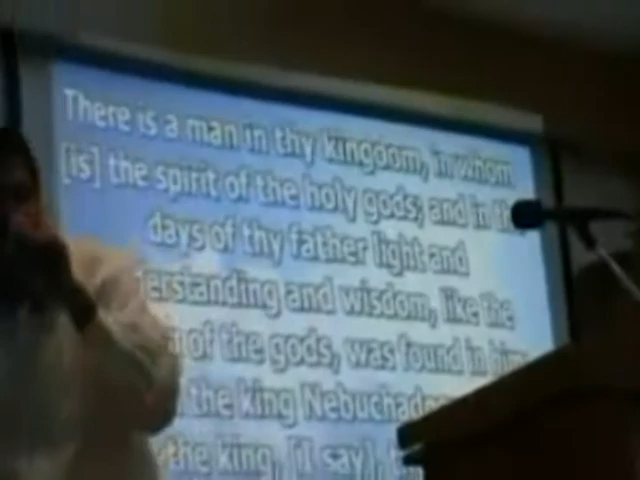 There is a man in thy kingdom, in whom
[is] the spirit of the holy gods; and in th
days of thy father light and
erstanding and wisdom, like the
of the gods, was found in him
the king Nebuchad
the king, [I say],